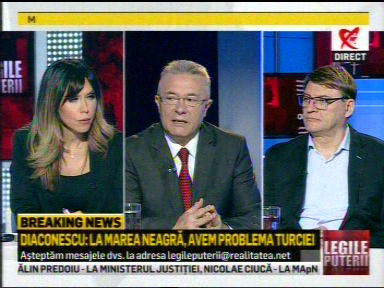 M
DIRECT
LEGILE
PUTERII
BREAKING NEWS
DIACONESCU: LA MAREA NEAGRĂ, AVEM PROBLEMA TURCIEI
Așteptăm mesajele dvs. la adresa legileputerii@realitatea.net
LEGILE
PUTERII
ĂLIN PREDOIU - LA MINISTERUL JUSTIȚIEI, NICOLAE CIUCĂ - LA MApN